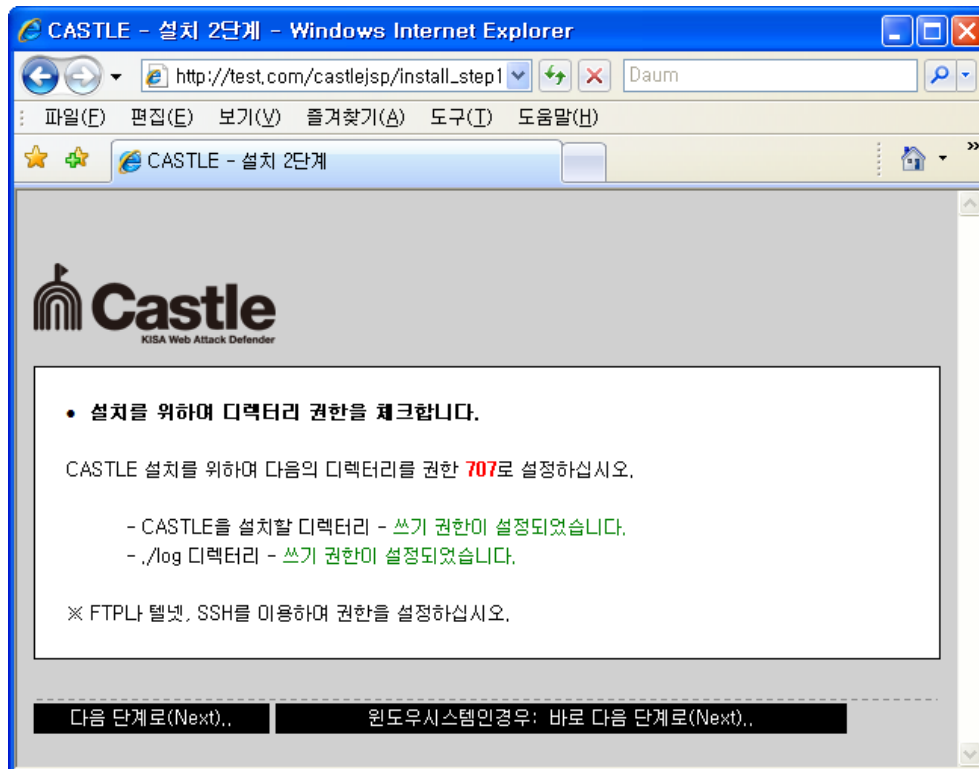 CASTLE - 설치 2단계 - Windows Internet Explorer
http://test.com/castlejsp/install_step1
Daum
파일(F) 편집(E) 보기(V) 즐겨찾기(A) 도구(T) 도움말(H)
CASTLE - 설치 2단계
Castle
KISA Web Attack Defender
• 설치를 위하여 디렉터리 권한을 체크합니다.
CASTLE 설치를 위하여 다음의 디렉터리를 권한 707로 설정하십시오.
- CASTLE을 설치할 디렉터리 - 쓰기 권한이 설정되었습니다.
- ./log 디렉터리 - 쓰기 권한이 설정되었습니다.
※ FTP나 텔넷, SSH를 이용하여 권한을 설정하십시오.
다음 단계로(Next)..
윈도우시스템인경우: 바로 다음 단계로(Next)..